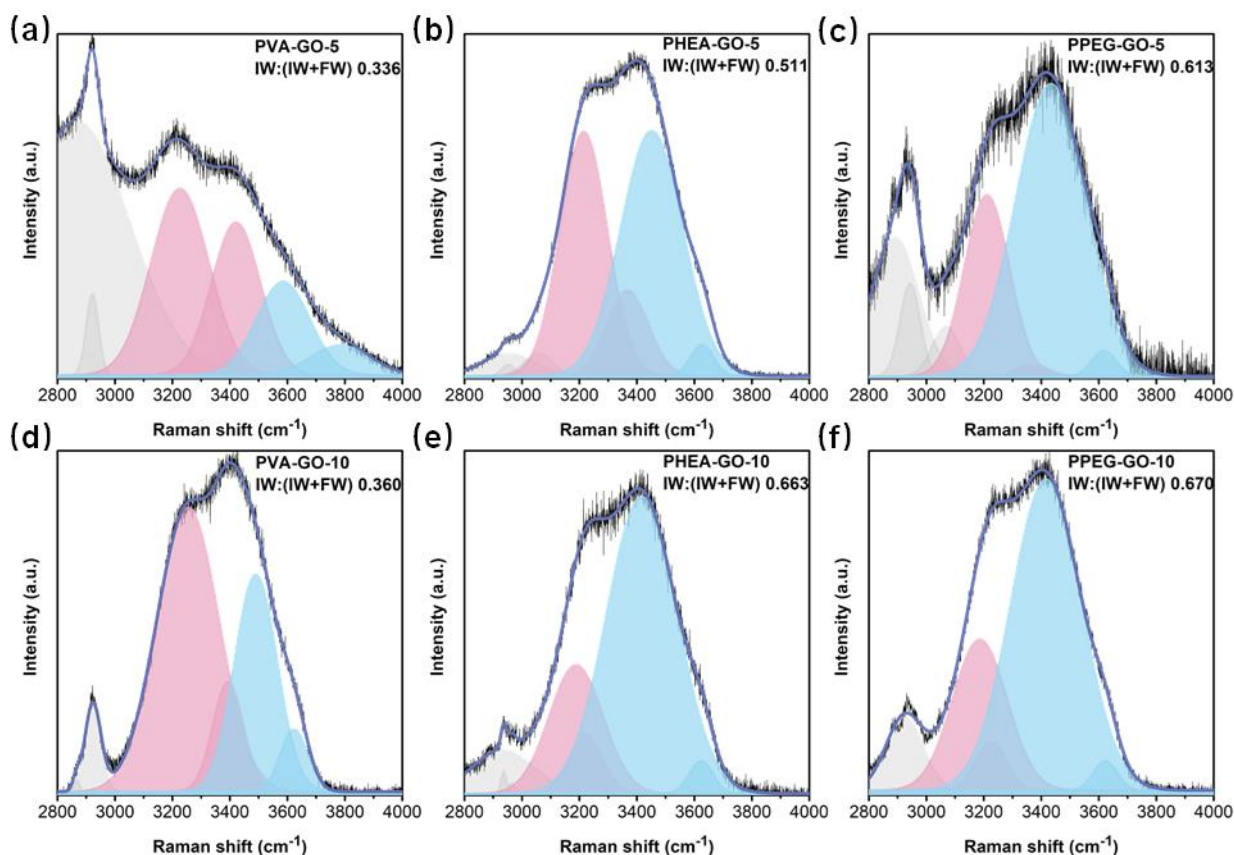 (a)
PVA-GO-5
IW:(IW+FW) 0.336
Intensity (a.u.)
2800 3000 3200 3400 3600 3800 4000
Raman shift (cm-1)
(b)
PHEA-GO-5
IW:(IW+FW) 0.511
Intensity (a.u.)
2800 3000 3200 3400 3600 3800 4000
Raman shift (cm-1)
(c)
PPEG-GO-5
IW:(IW+FW) 0.613
Intensity (a.u.)
2800 3000 3200 3400 3600 3800 4000
Raman shift (cm-1)
(d)
PVA-GO-10
IW:(IW+FW) 0.360
Intensity (a.u.)
2800 3000 3200 3400 3600 3800 4000
Raman shift (cm-1)
(e)
PHEA-GO-10
IW:(IW+FW) 0.663
Intensity (a.u.)
2800 3000 3200 3400 3600 3800 4000
Raman shift (cm-1)
(f)
PPEG-GO-10
IW:(IW+FW) 0.670
Intensity (a.u.)
2800 3000 3200 3400 3600 3800 4000
Raman shift (cm-1)